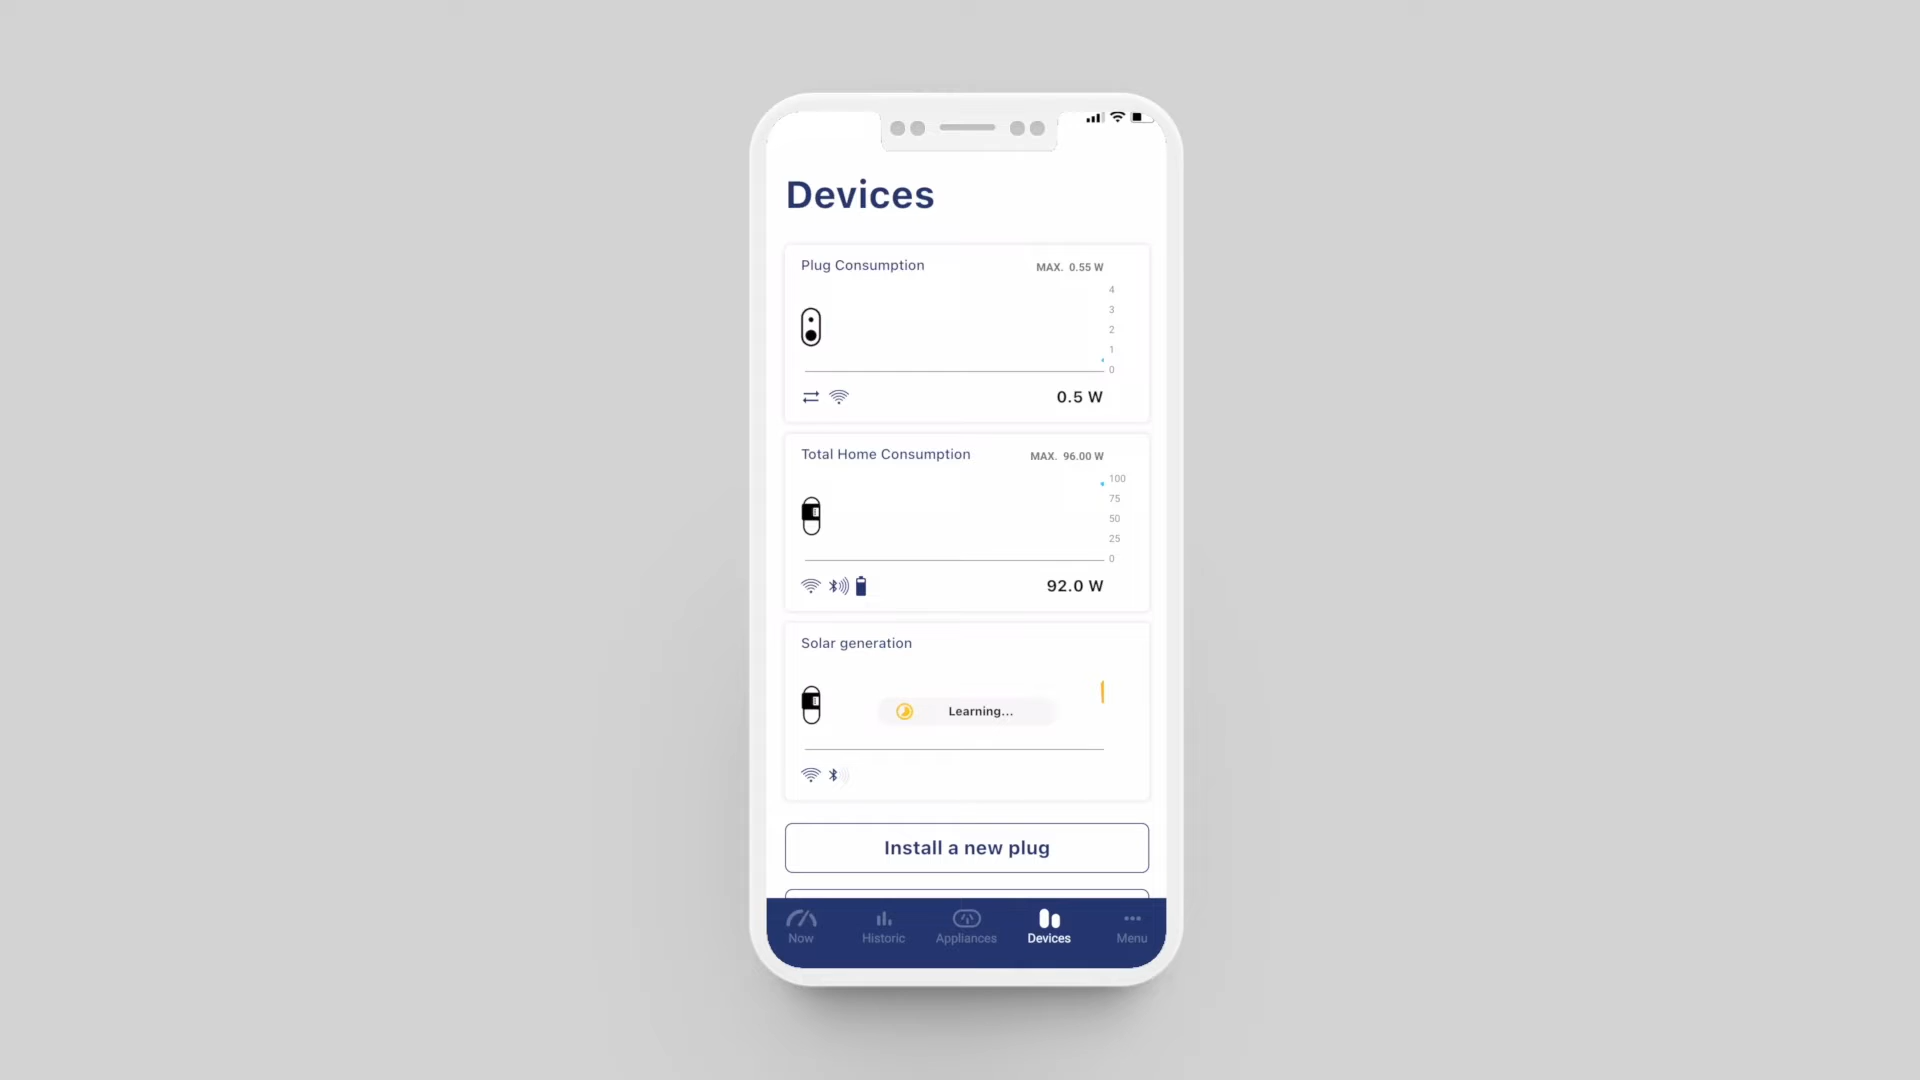 Devices
Plug Consumption
MAX. 0.55 W
4
3
2
1
0
0.5 W
Total Home Consumption
MAX. 96.00 W
100
75
50
25
0
92.0 W
Solar generation
Learning...
Install a new plug
Now
Historic
Appliances
Devices
Menu